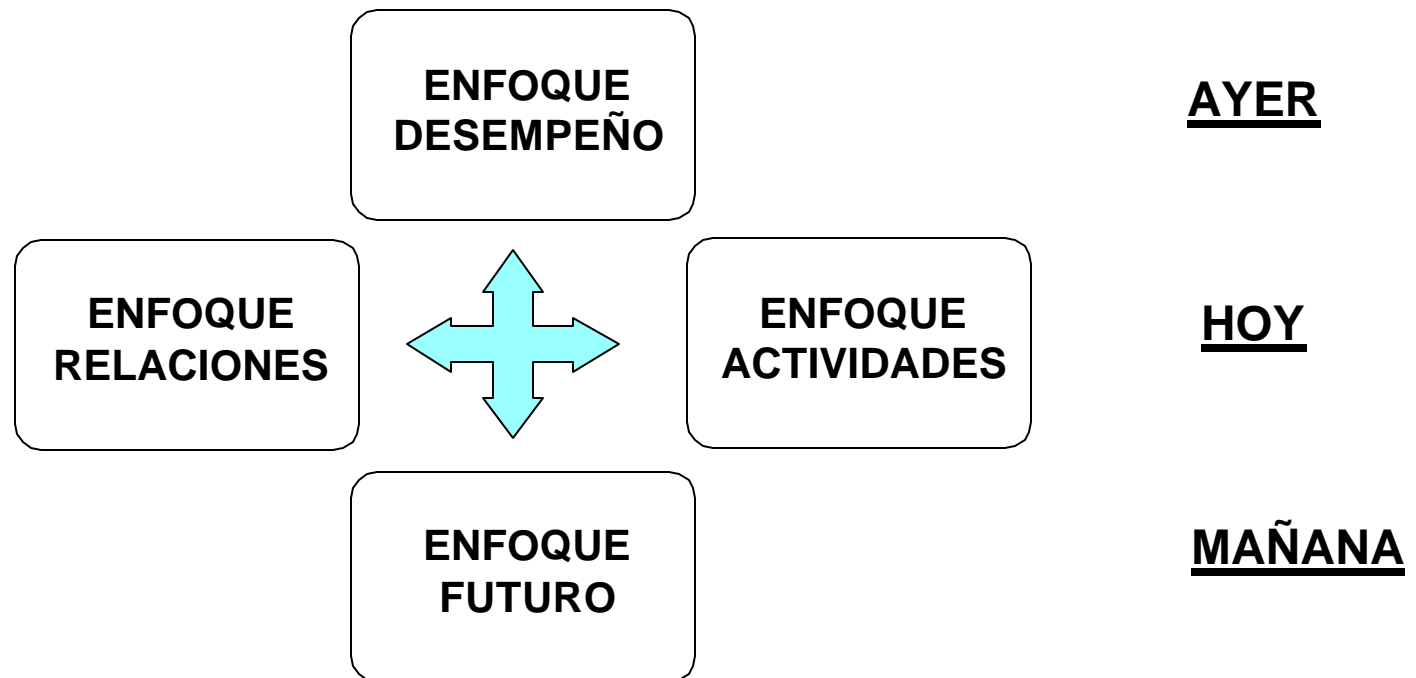 ENFOQUE
DESEMPEÑO
AYER
ENFOQUE
RELACIONES
ENFOQUE
ACTIVIDADES
HOY
ENFOQUE
FUTURO
MAÑANA